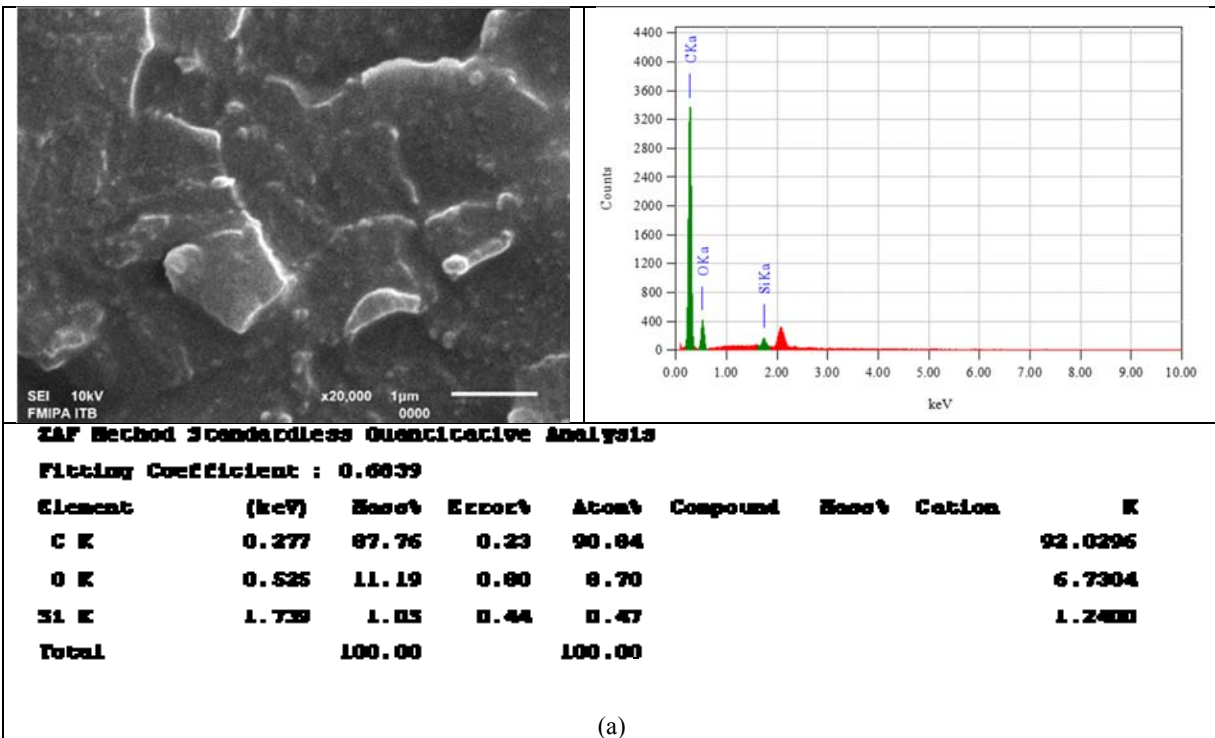 SEI 10kV x20,000 1µm
FMIPA ITB 0000
4400
4000
3600
3200
2800
2400
2000
1600
1200
800
400
0
Counts
CKa
OKa
SiKa
0.00 1.00 2.00 3.00 4.00 5.00 6.00 7.00 8.00 9.00 10.00
keV
ZAF Method Standardless Quantitative Analysis
Fitting Coefficient :
Element (keV) Mass% Error% Atom% Compound Mass% Cation K
C K 0.277 87.76 0.23 90.84 92.0296
O K 0.525 11.19 0.80 8.70 6.7304
Si K 1.739 1.05 0.44 0.47 1.2400
Total 100.00 100.00
(a)